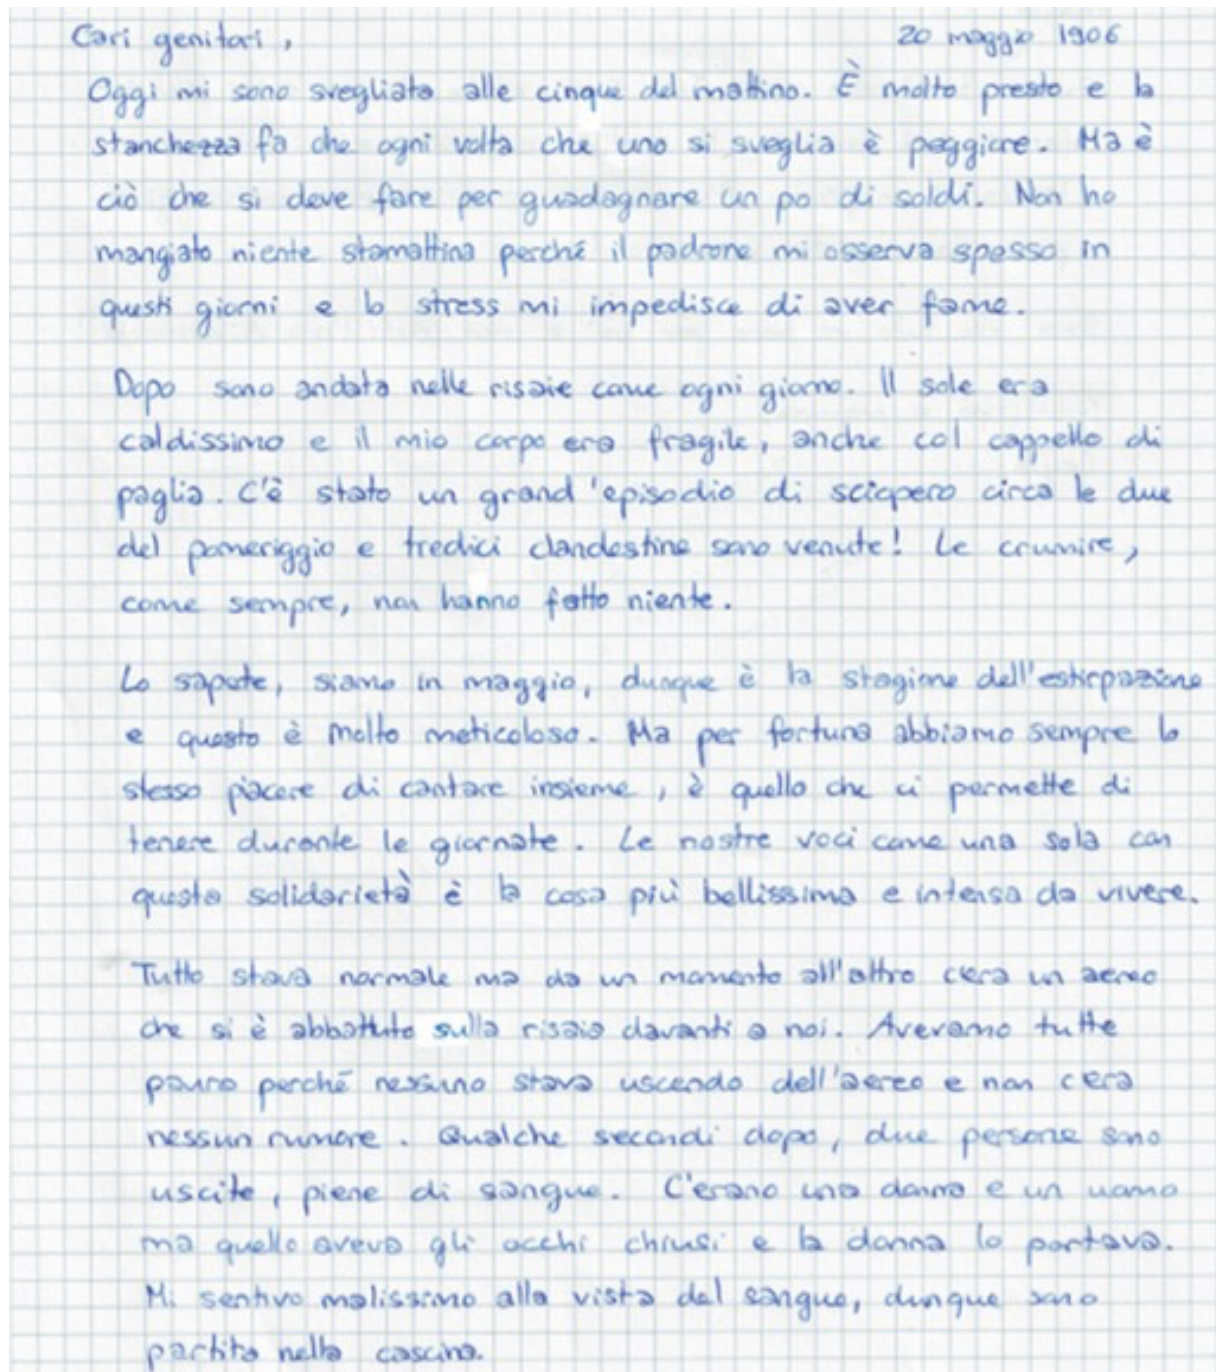 Cari genitori, 20 maggio 1906
Oggi mi sono svegliata alle cinque del mattino. È molto presto e la
stanchezza fa che ogni volta che uno si sveglia è peggiore. Ma è
ciò che si deve fare per guadagnare un po di soldi. Non ho
mangiato niente stamattina perché il padrone mi osserva spesso in
questi giorni e lo stress mi impedisce di aver fame.
Dopo sono andata nelle risaie come ogni giorno. Il sole era
caldissimo e il mio corpo era fragile, anche col cappello di
paglia. C'è stato un grand'episodio di sciopero circa le due
del pomeriggio e tredici clandestine sono venute! Le crumire,
come sempre, non hanno fatto niente.
Lo sapete, siamo in maggio, dunque è la stagione dell'estirpazione
e questo è molto meticoloso. Ma per fortuna abbiamo sempre lo
stesso piacere di cantare insieme, è quello che ci permette di
tenere durante le giornate. Le nostre voci come una sola con
questa solidarietà è la cosa più bellissima e intensa da vivere.
Tutto stava normale ma da un momento all'altro c'era un aereo
che si è abbattuto sulla risaia davanti a noi. Avevamo tutte
paura perché nessuno stava uscendo dell'aereo e non c'era
nessun rumore. Qualche secondi dopo, due persone sono
uscite, piene di sangue. C'erano una donna e un uomo
ma quello aveva gli occhi chiusi e la donna lo portava.
Mi sentivo malissimo alla vista del sangue, dunque sono
partita nella cascina.